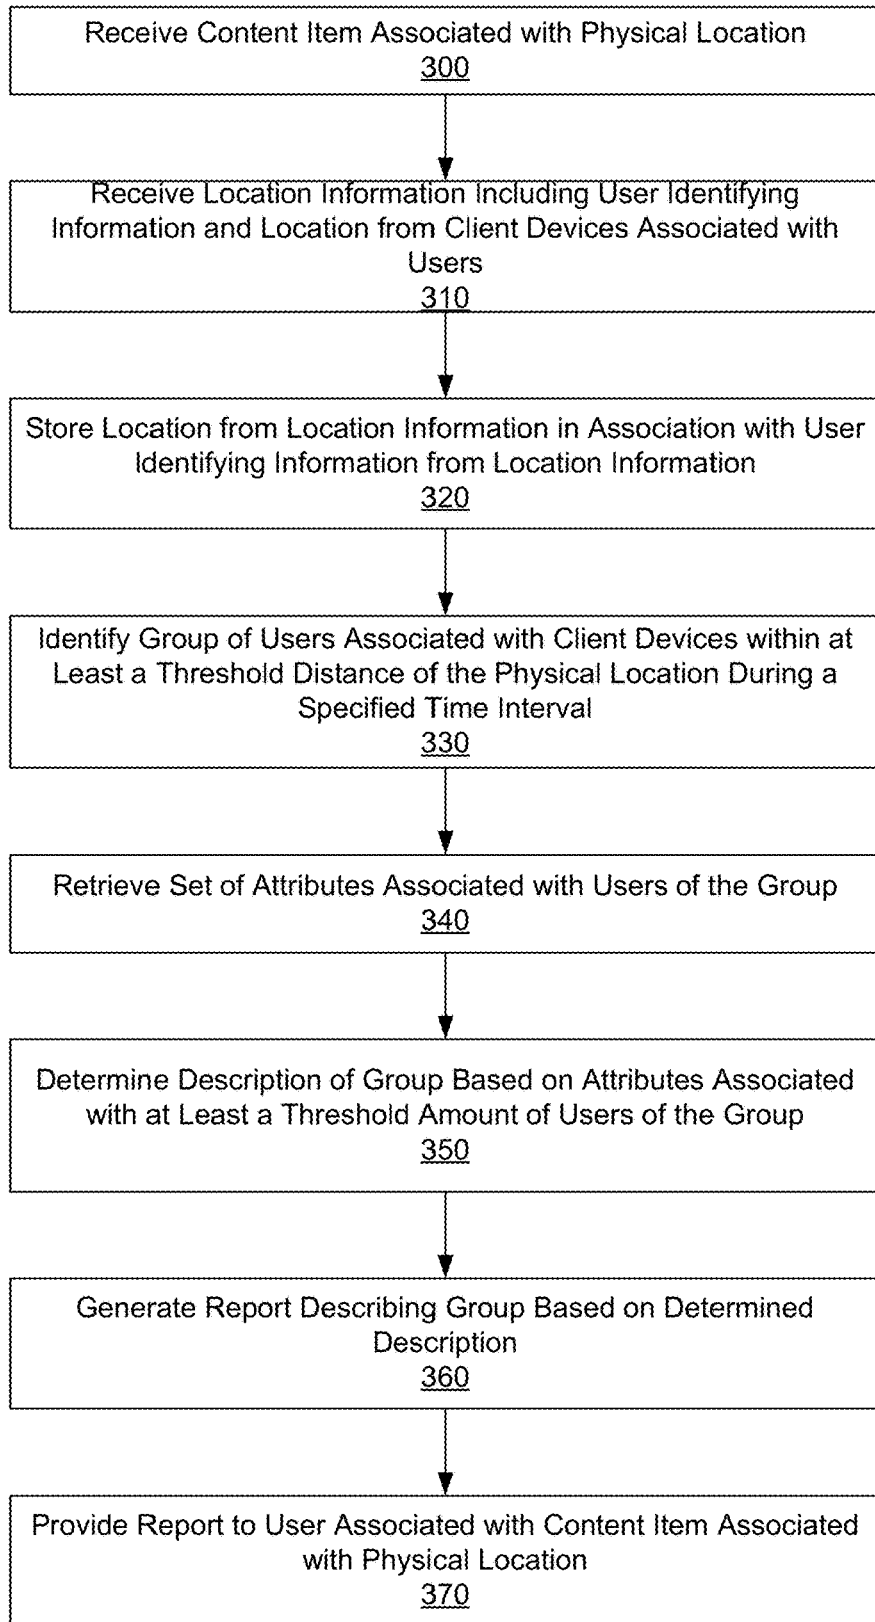 Receive Content Item Associated with Physical Location
300
Receive Location Information Including User Identifying
Information and Location from Client Devices Associated with
Users
310
Store Location from Location Information in Association with User
Identifying Information from Location Information
320
Identify Group of Users Associated with Client Devices within at
Least a Threshold Distance of the Physical Location During a
Specified Time Interval
330
Retrieve Set of Attributes Associated with Users of the Group
340
Determine Description of Group Based on Attributes Associated
with at Least a Threshold Amount of Users of the Group
350
Generate Report Describing Group Based on Determined
Description
360
Provide Report to User Associated with Content Item Associated
with Physical Location
370